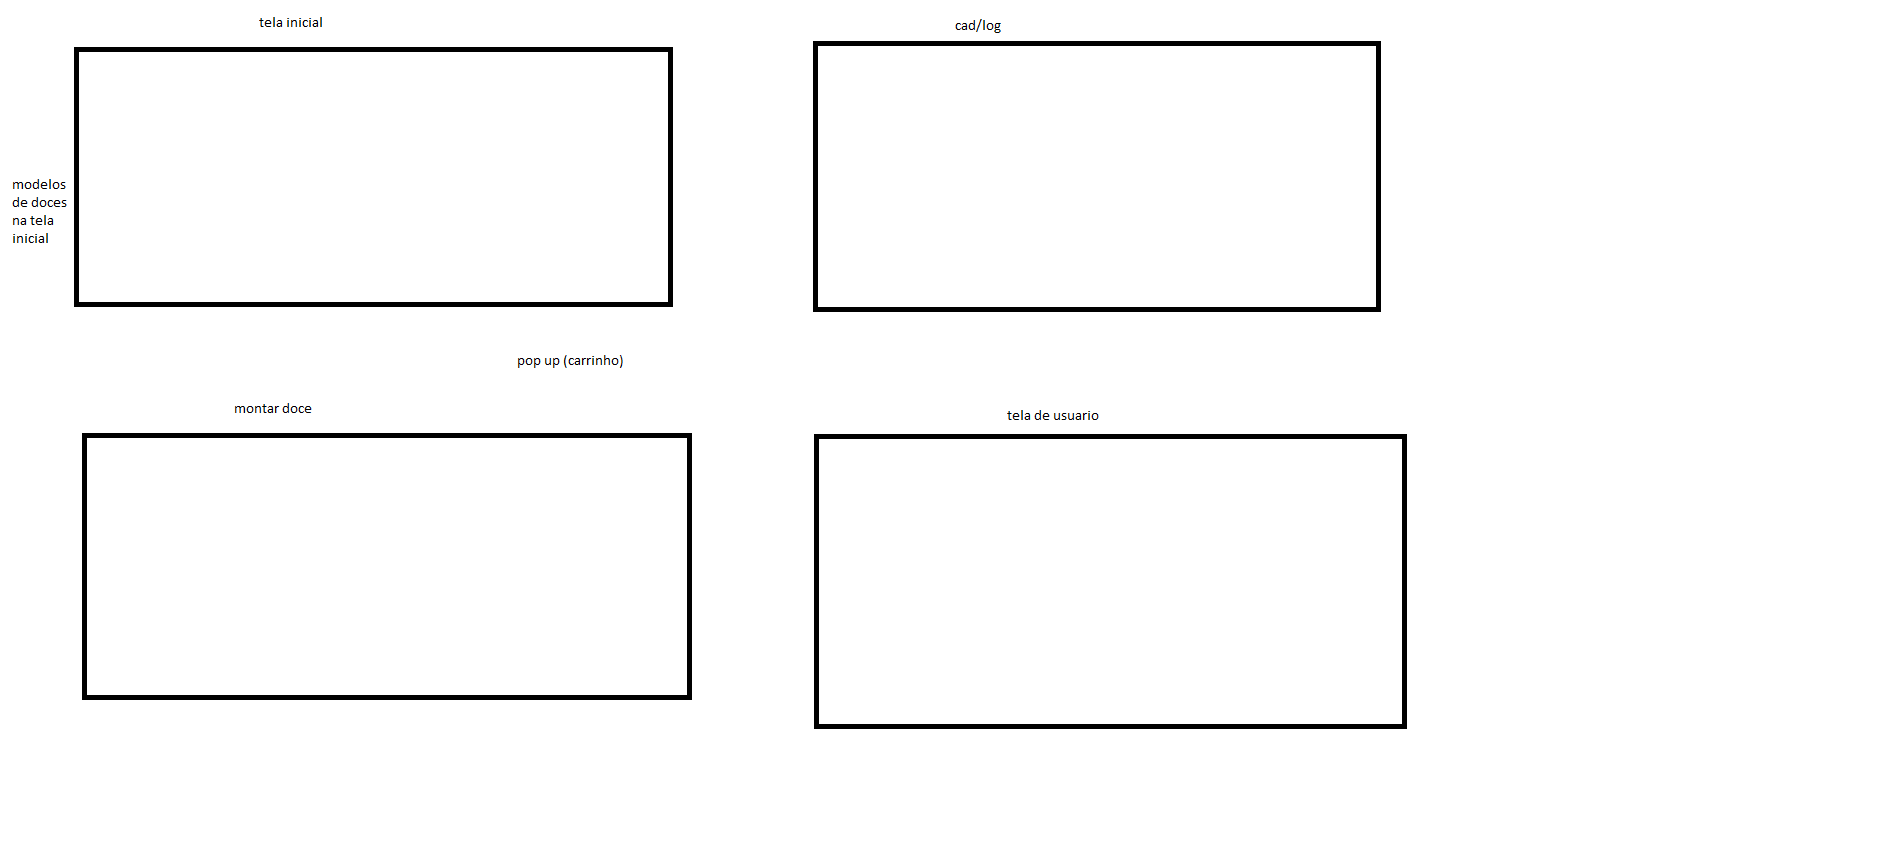 tela inicial
cad/log
modelos
de doces
na tela
inicial
pop up (carrinho)
montar doce
tela de usuario